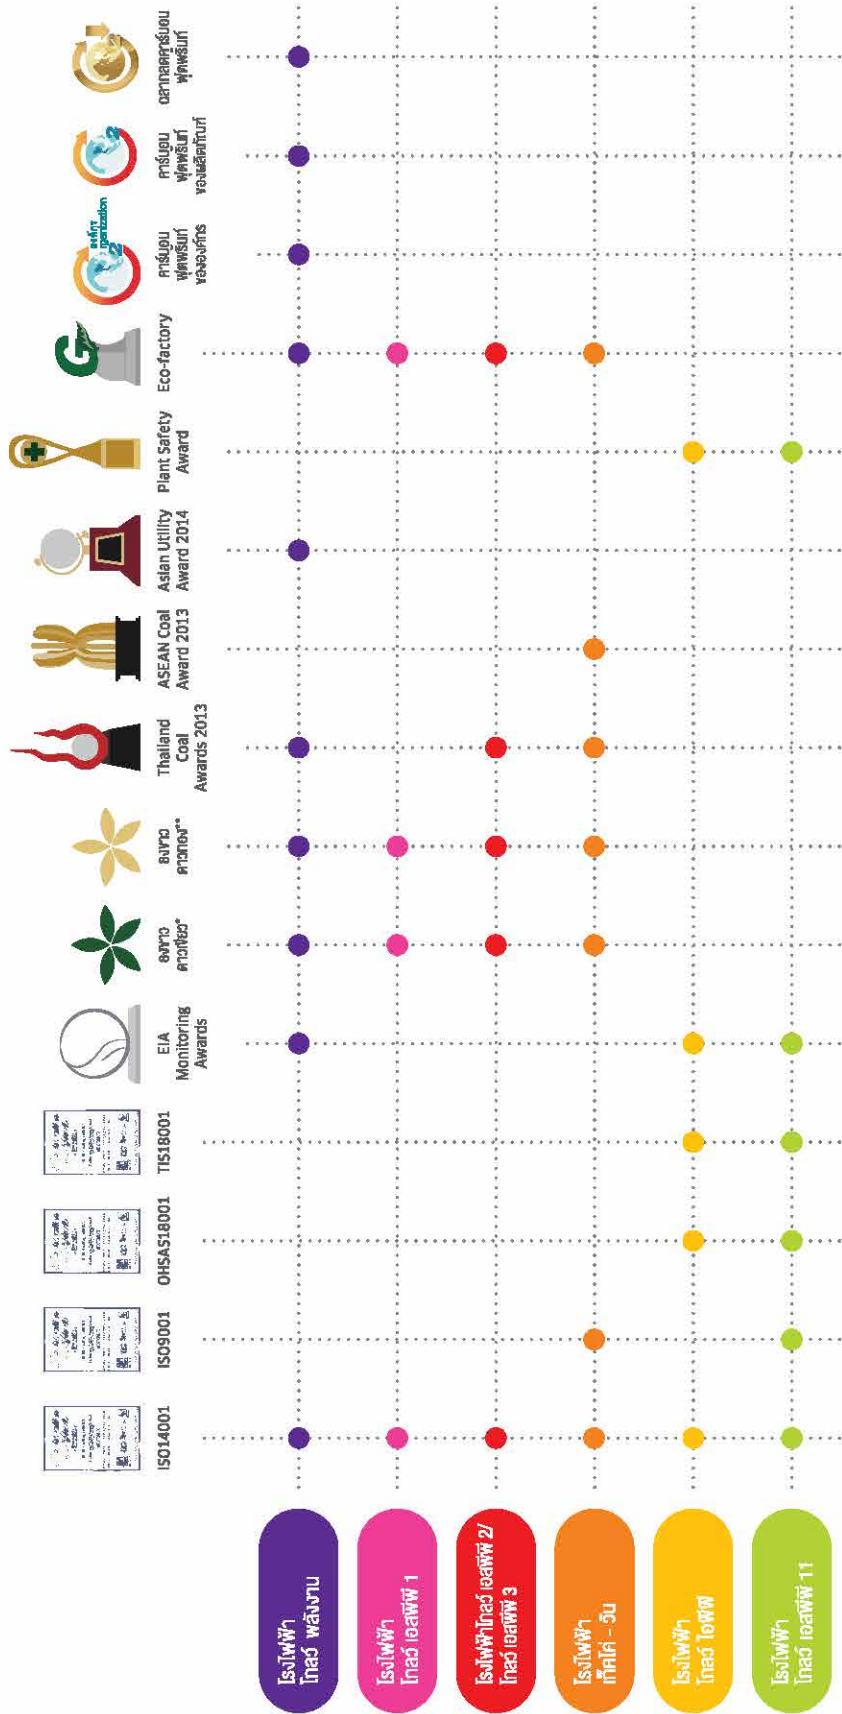 ISO14001
ISO9001
OHSAS18001
TIS18001
EIA
Monitoring
Awards
ธงขาว
ดาวเขียว*
ธงขาว
ดาวทอง**
Thailand
Coal
Awards 2013
ASEAN Coal
Award 2013
Asian Utility
Award 2014
Plant Safety
Award
Eco-factory
คาร์บอน
ฟุตพริ้นท์
ขององค์กร
คาร์บอน
ฟุตพริ้นท์
ของผลิตภัณฑ์
ฉลากลดคาร์บอน
ฟุตพริ้นท์
โรงไฟฟ้า
โกลว์ พลังงาน
โรงไฟฟ้า
โกลว์ เอสพีพี 1
โรงไฟฟ้าโกลว์ เอสพีพี 2/
โกลว์ เอสพีพี 3
โรงไฟฟ้า
เก็คโค่ - วัน
โรงไฟฟ้า
โกลว์ ไอพีพี
โรงไฟฟ้า
โกลว์ เอสพีพี 11